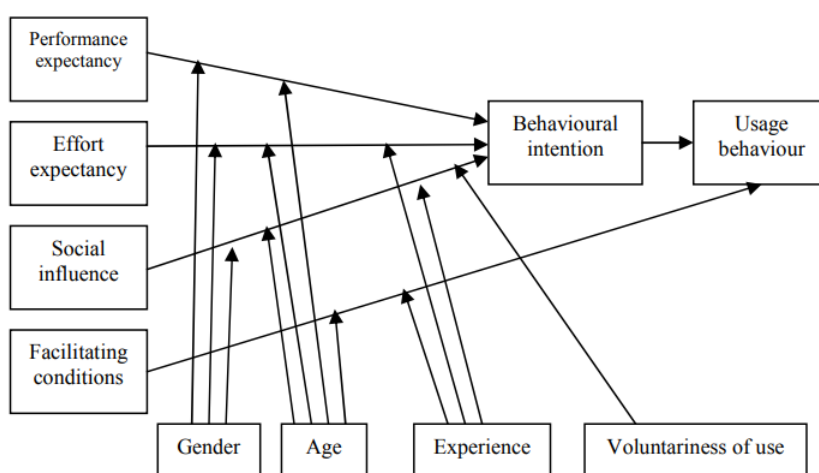 Performance
expectancy
Effort
expectancy
Social
influence
Facilitating
conditions
Behavioural
intention
Usage
behaviour
Gender
Age
Experience
Voluntariness of use